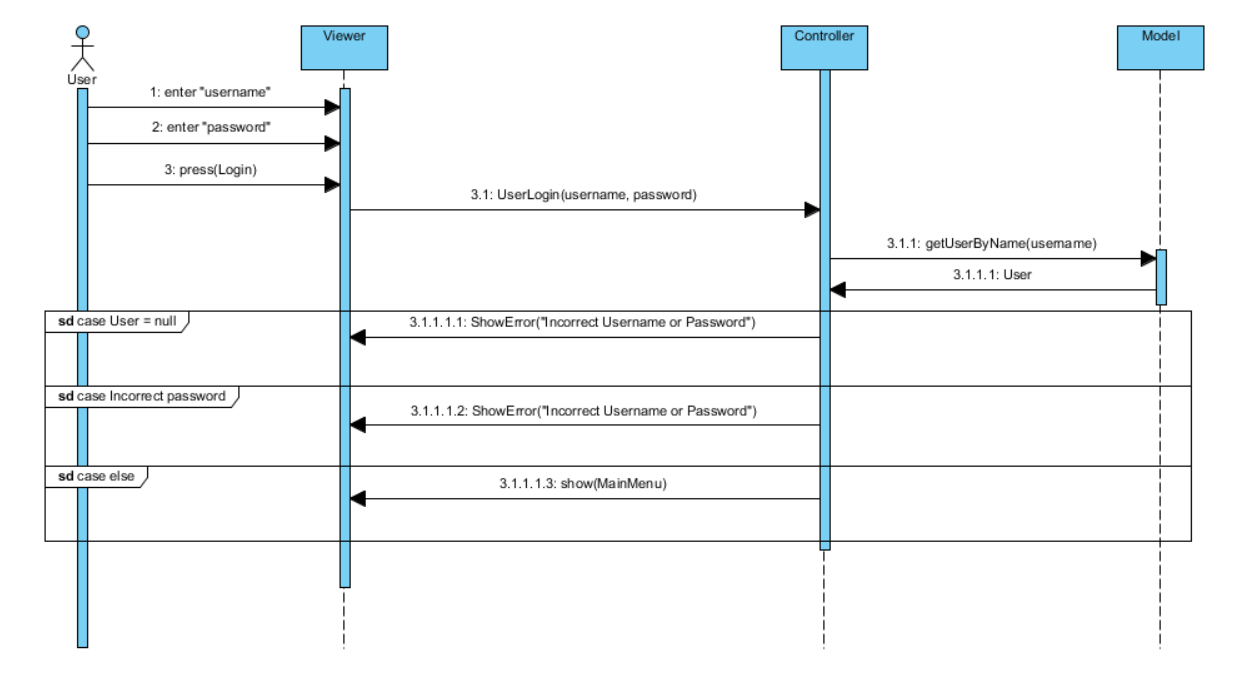 Viewer
Controller
Model
User
1: enter "username"
2: enter "password"
3: press(Login)
3.1: UserLogin(username, password)
3.1.1: getUserByName(username)
3.1.1.1: User
sd case User = null
3.1.1.1.1: ShowError("Incorrect Username or Password")
sd case Incorrect password
3.1.1.1.2: ShowError("Incorrect Username or Password")
sd case else
3.1.1.1.3: show(MainMenu)